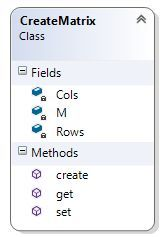 CreateMatrix
Class
Fields
Cols
M
Rows
Methods
create
get
set